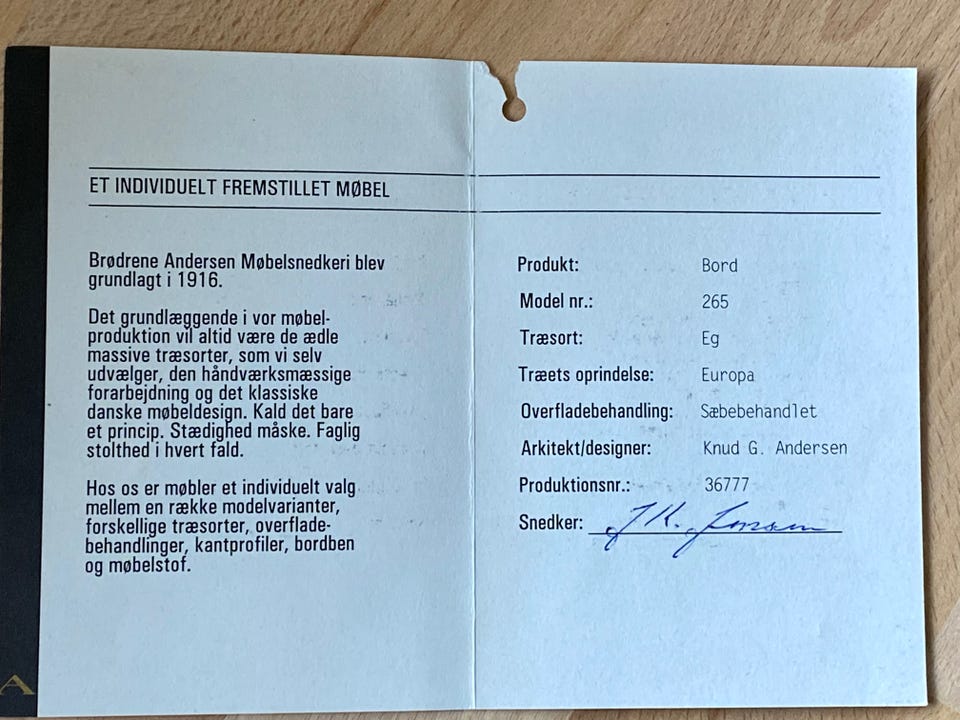 ET INDIVIDUELT FREMSTILLET MØBEL
Brødrene Andersen Møbelsnedkeri blev
grundlagt i 1916.
Det grundlæggende i vor møbel-
produktion vil altid være de ædle
massive træsorter, som vi selv
udvælger, den håndværksmæssige
forarbejdning og det klassiske
danske møbeldesign. Kald det bare
et princip. Stædighed måske. Faglig
stolthed i hvert fald.
Hos os er møbler et individuelt valg
mellem en række modelvarianter,
forskellige træsorter, overflade-
behandlinger, kantprofiler, bordben
og møbelstof.
A
Produkt: Bord
Model nr.: 265
Træsort: Eg
Træets oprindelse: Europa
Overfladebehandling: Sæbebehandlet
Arkitekt/designer: Knud G. Andersen
Produktionsnr.: 36777
Snedker: